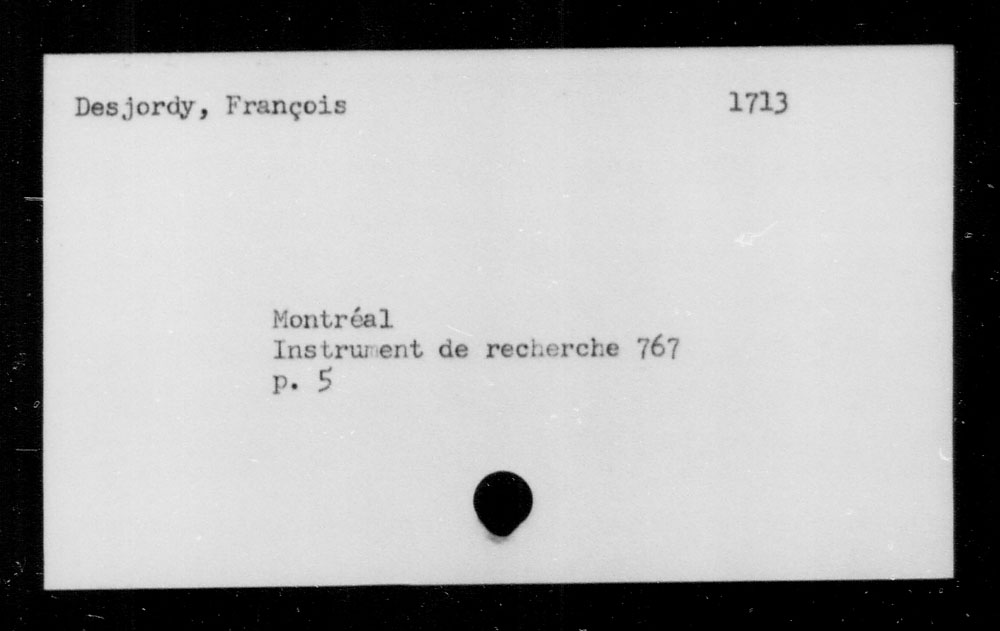 Desjordy, François 1713
Montréal
Instrument de recherche 767
p. 5